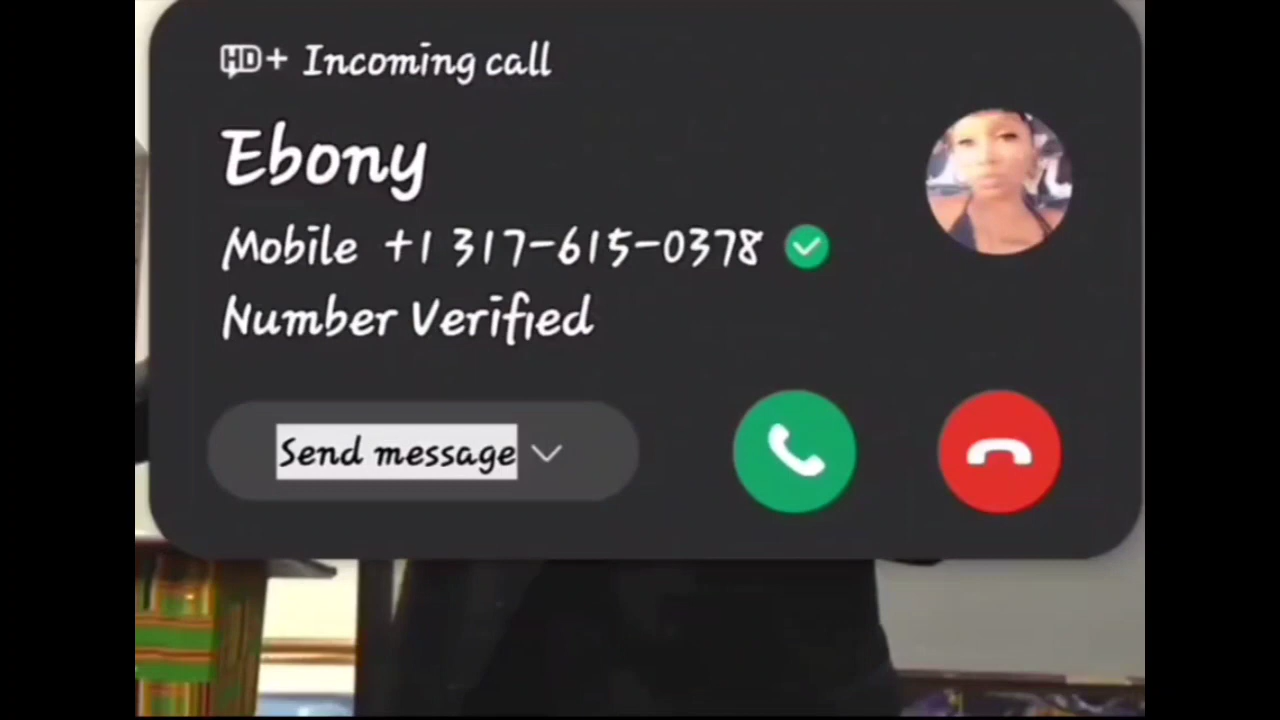 HD+ Incoming call
Ebony
Mobile +1 317-615-0378
Number Verified
Send message